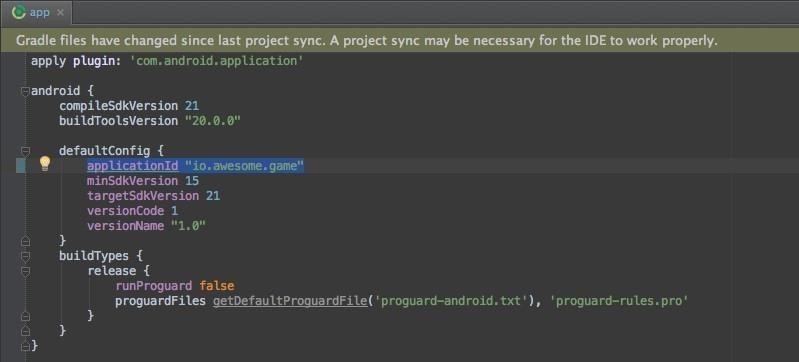 app
Gradle files have changed since last project sync. A project sync may be necessary for the IDE to work properly.
apply plugin: 'com.android.application'
android {
compileSdkVersion 21
buildToolsVersion "20.0.0"
defaultConfig {
applicationId "io.awesome.game"
minSdkVersion 15
targetSdkVersion 21
versionCode 1
versionName "1.0"
}
buildTypes {
release {
runProguard false
proguardFiles getDefaultProguardFile('proguard-android.txt'), 'proguard-rules.pro'
}
}
}